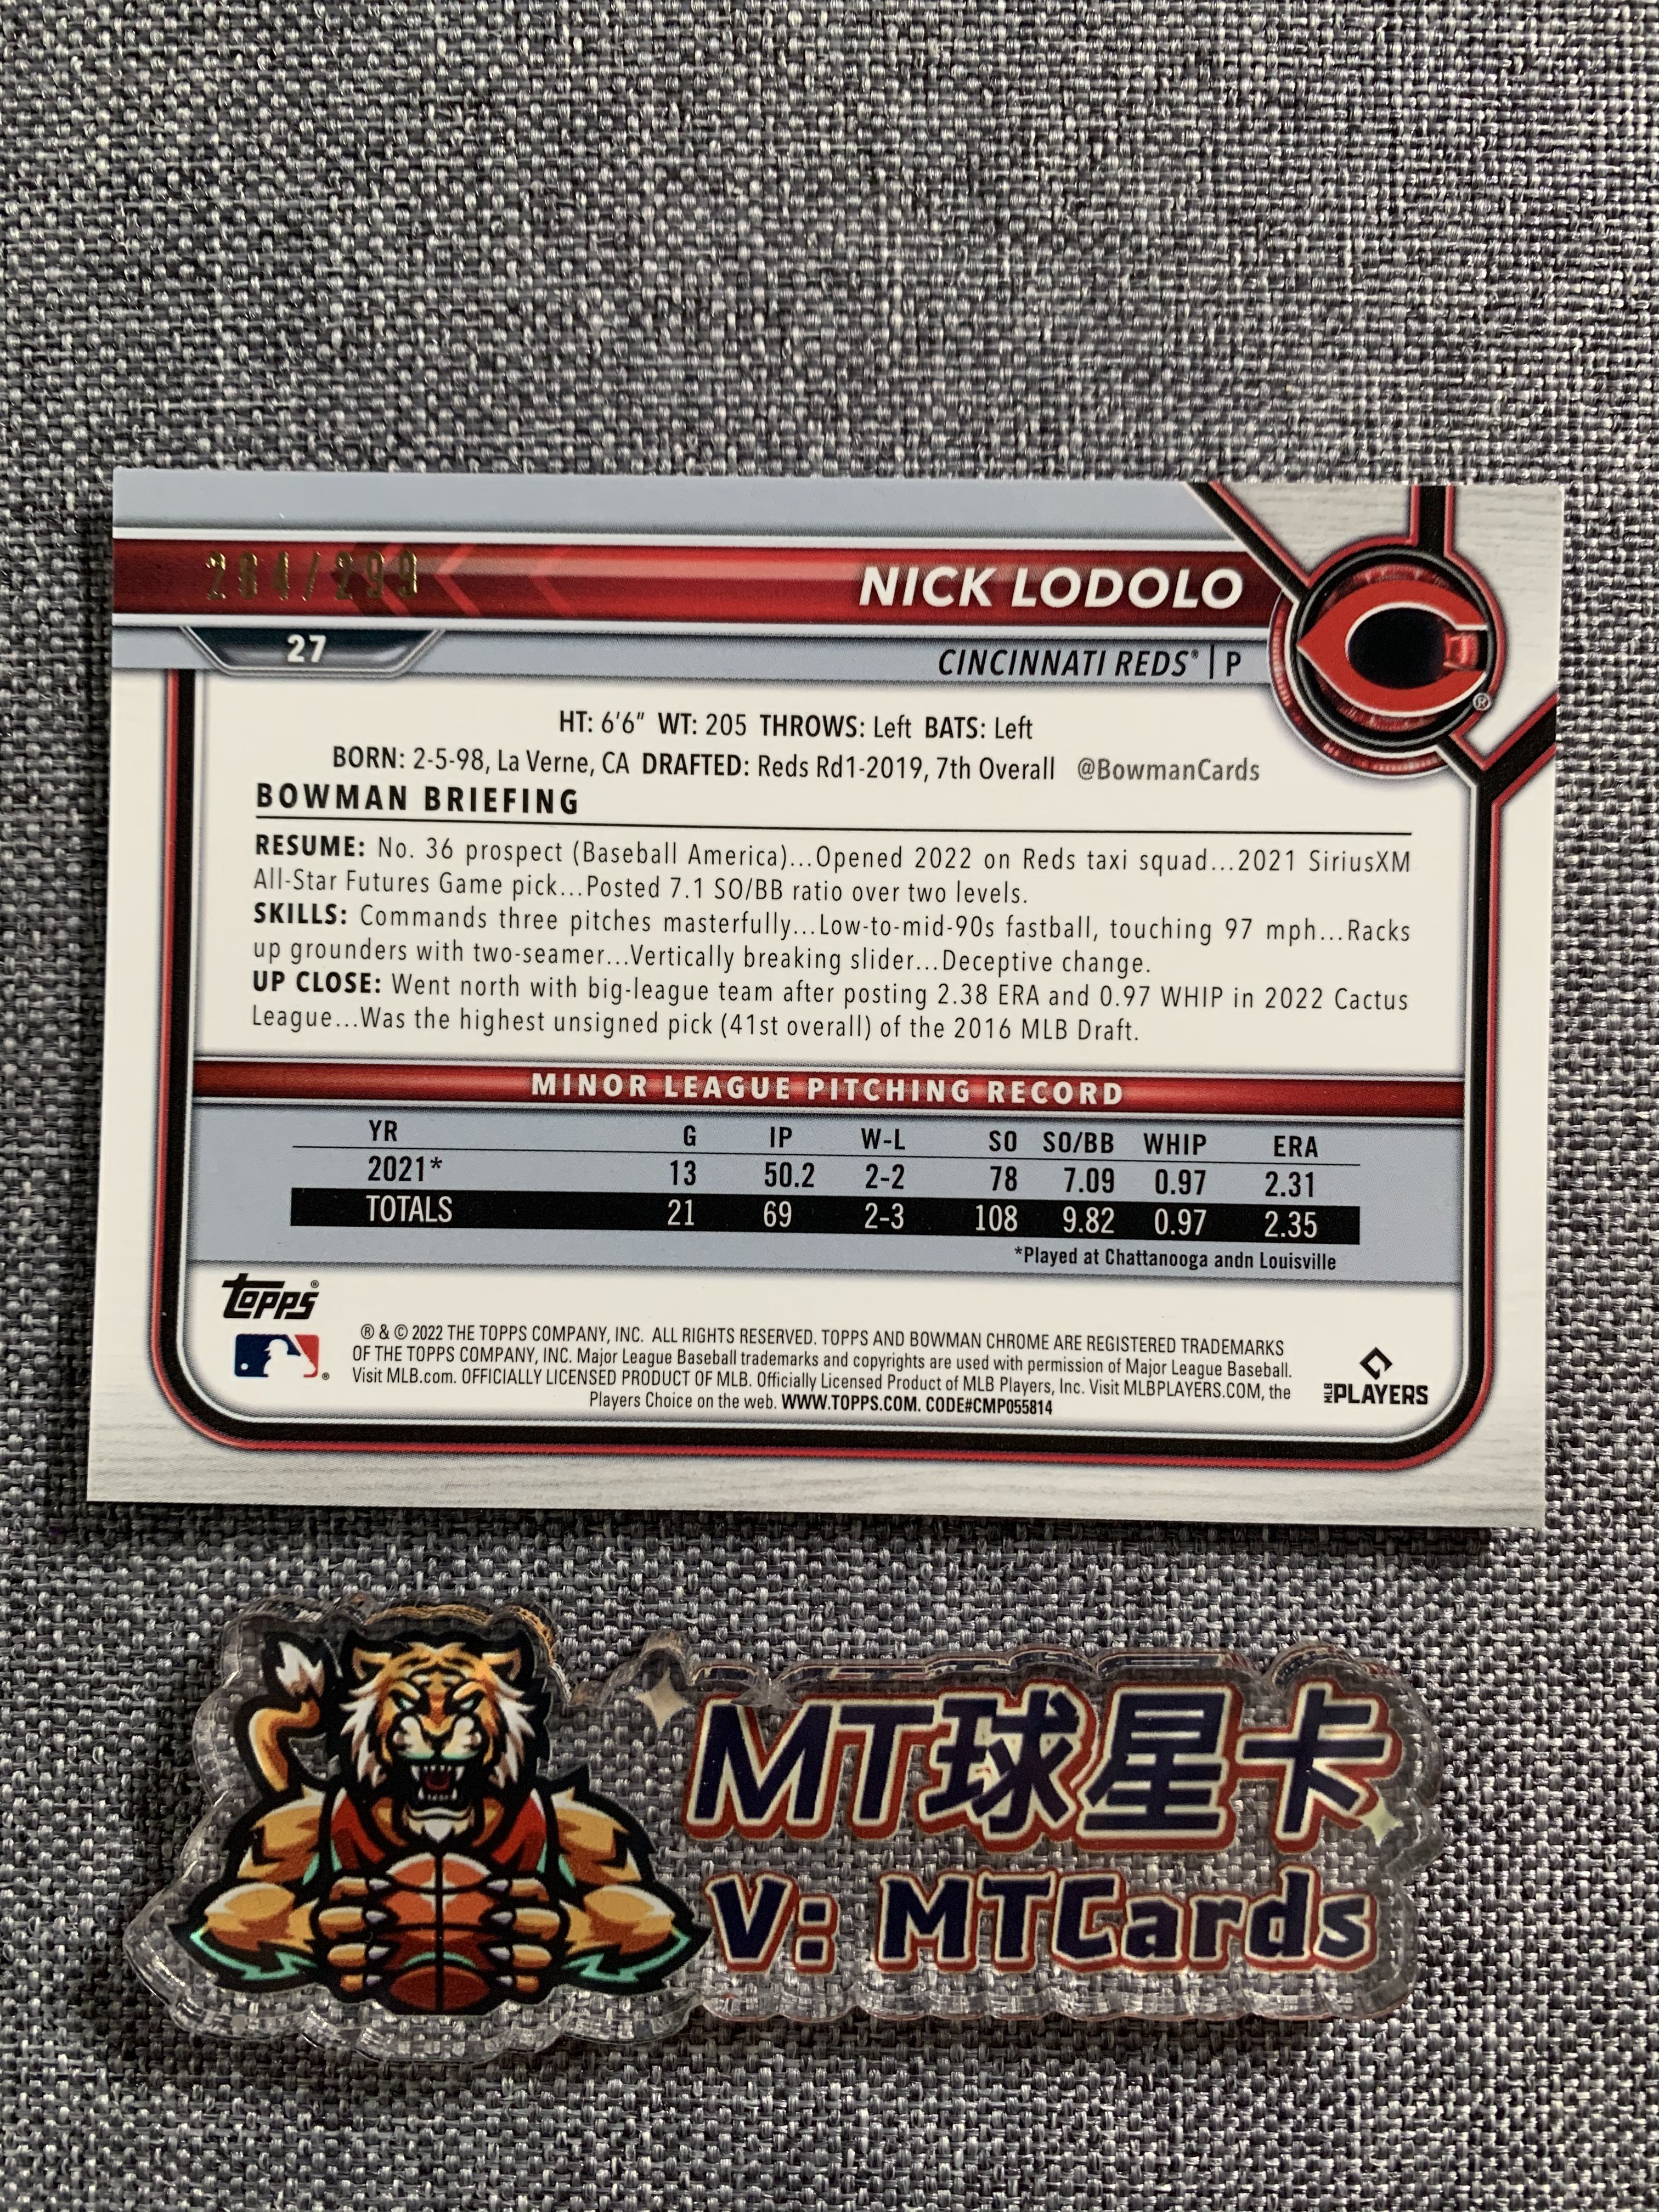 284/299
NICK LODOLO
27
CINCINNATI REDS® | P
HT: 6'6" WT: 205 THROWS: Left BATS: Left
BORN: 2-5-98, La Verne, CA DRAFTED: Reds Rd1-2019, 7th Overall @BowmanCards
BOWMAN BRIEFING
RESUME: No. 36 prospect (Baseball America)...Opened 2022 on Reds taxi squad...2021 SiriusXM
All-Star Futures Game pick...Posted 7.1 SO/BB ratio over two levels.
SKILLS: Commands three pitches masterfully...Low-to-mid-90s fastball, touching 97 mph...Racks
up grounders with two-seamer...Vertically breaking slider...Deceptive change.
UP CLOSE: Went north with big-league team after posting 2.38 ERA and 0.97 WHIP in 2022 Cactus
League...Was the highest unsigned pick (41st overall) of the 2016 MLB Draft.
MINOR LEAGUE PITCHING RECORD
YR G IP W-L SO SO/BB WHIP ERA
2021* 13 50.2 2-2 78 7.09 0.97 2.31
TOTALS 21 69 2-3 108 9.82 0.97 2.35
*Played at Chattanooga andn Louisville
Topps®
® & © 2022 THE TOPPS COMPANY, INC. ALL RIGHTS RESERVED. TOPPS AND BOWMAN CHROME ARE REGISTERED TRADEMARKS
OF THE TOPPS COMPANY, INC. Major League Baseball trademarks and copyrights are used with permission of Major League Baseball.
Visit MLB.com. OFFICIALLY LICENSED PRODUCT OF MLB. Officially Licensed Product of MLB Players, Inc. Visit MLBPLAYERS.COM, the
Players Choice on the web. WWW.TOPPS.COM. CODE#CMP055814
MLB PLAYERS
MT球星卡
V: MTCards